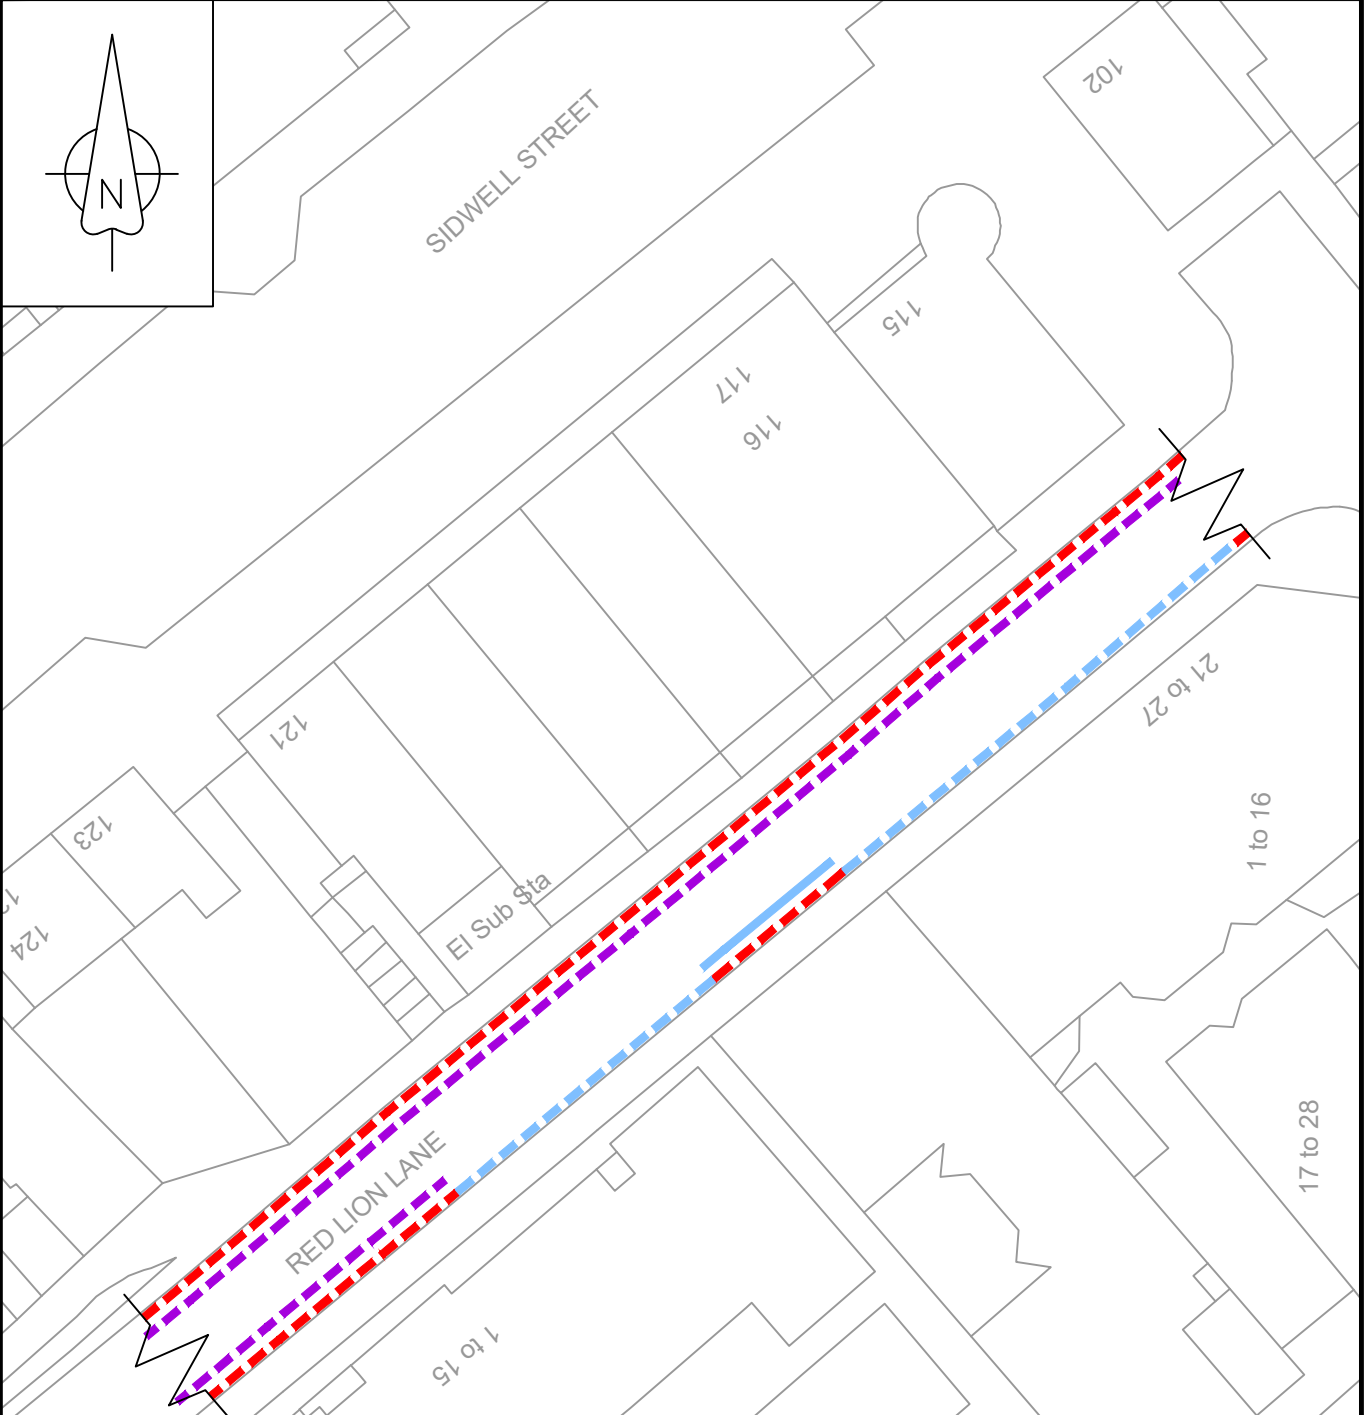 N
SIDWELL STREET
102
115
117
116
121
123
124
El Sub Sta
21 to 27
1 to 16
17 to 28
RED LION LANE
1 to 15